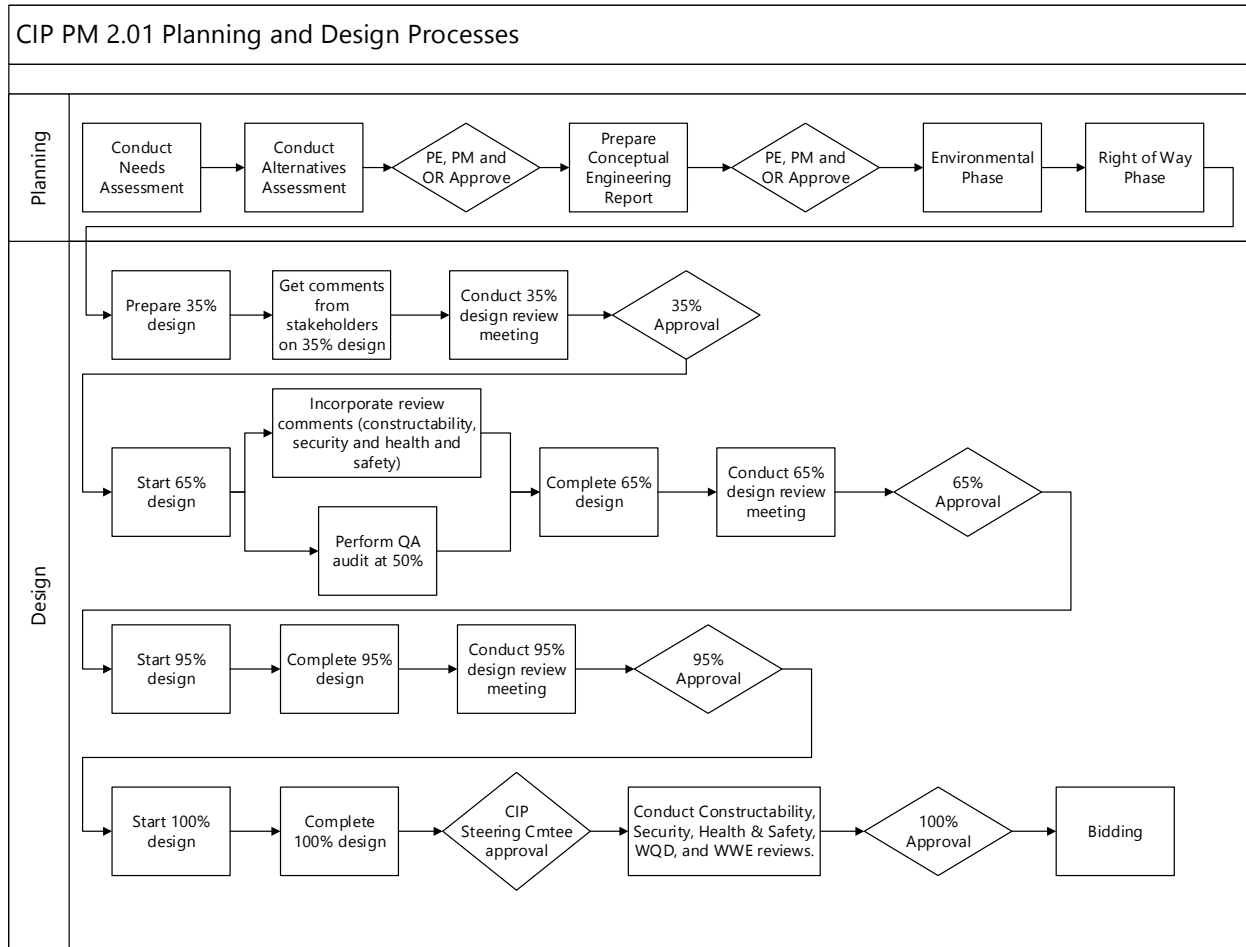 CIP PM 2.01 Planning and Design Processes
Planning
Conduct
Needs
Assessment
Conduct
Alternatives
Assessment
PE, PM and
OR Approve
Prepare
Conceptual
Engineering
Report
PE, PM and
OR Approve
Environmental
Phase
Right of Way
Phase
Design
Prepare 35%
design
Get comments
from
stakeholders
on 35% design
Conduct 35%
design review
meeting
35%
Approval
Start 65%
design
Incorporate review
comments (constructability,
security and health and
safety)
Perform QA
audit at 50%
Complete 65%
design
Conduct 65%
design review
meeting
65%
Approval
Start 95%
design
Complete 95%
design
Conduct 95%
design review
meeting
95%
Approval
Start 100%
design
Complete
100% design
CIP
Steering Cmtee
approval
Conduct Constructability,
Security, Health & Safety,
WQD, and WWE reviews.
100%
Approval
Bidding